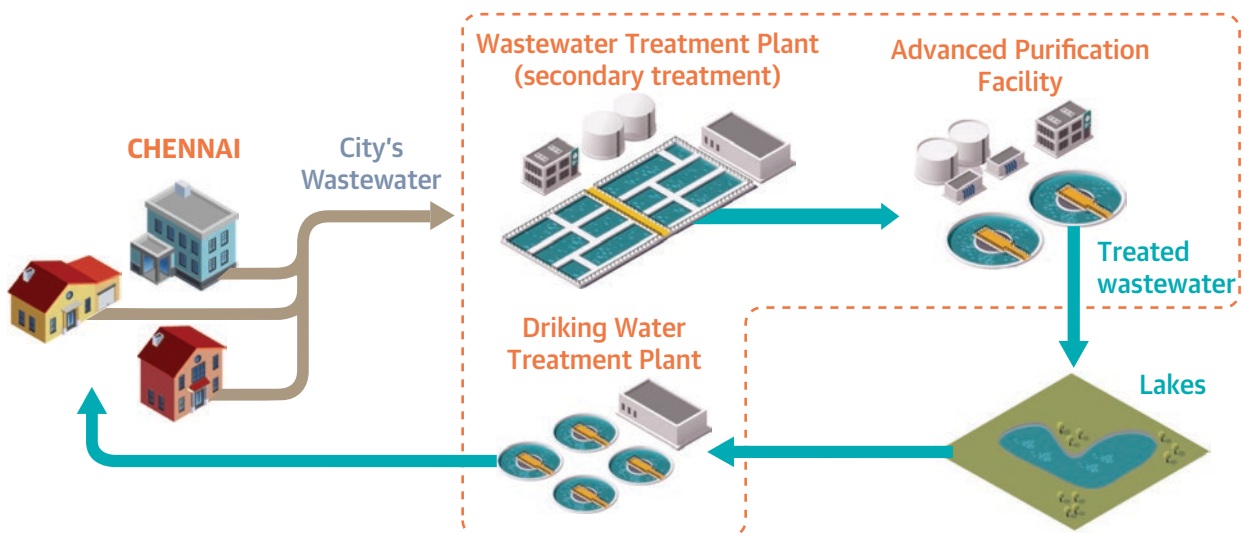 Wastewater Treatment Plant
(secondary treatment)
Advanced Purification
Facility
CHENNAI
City's
Wastewater
Treated
wastewater
Driking Water
Treatment Plant
Lakes